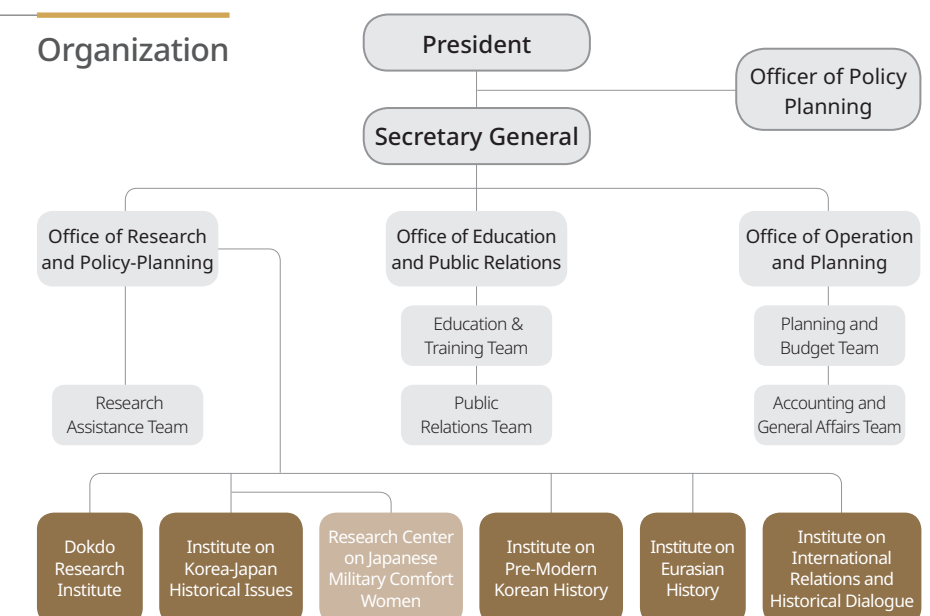 Organization
President
Officer of Policy
Planning
Secretary General
Office of Research
and Policy-Planning
Office of Education
and Public Relations
Office of Operation
and Planning
Education &
Training Team
Planning and
Budget Team
Research
Assistance Team
Public
Relations Team
Accounting and
General Affairs Team
Dokdo
Research
Institute
Institute on
Korea-Japan
Historical Issues
Research Center
on Japanese
Military Comfort
Women
Institute on
Pre-Modern
Korean History
Institute on
Eurasian
History
Institute on
International
Relations and
Historical Dialogue